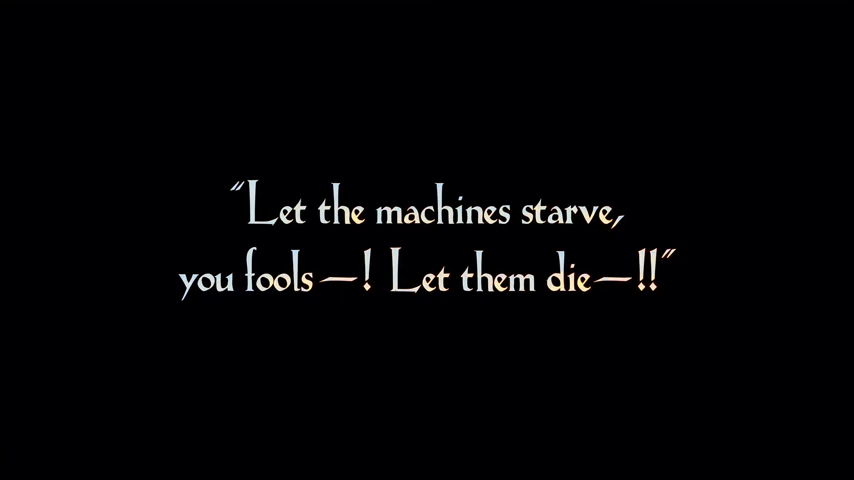 "Let the machines starve,
you fools—! Let them die—!!"